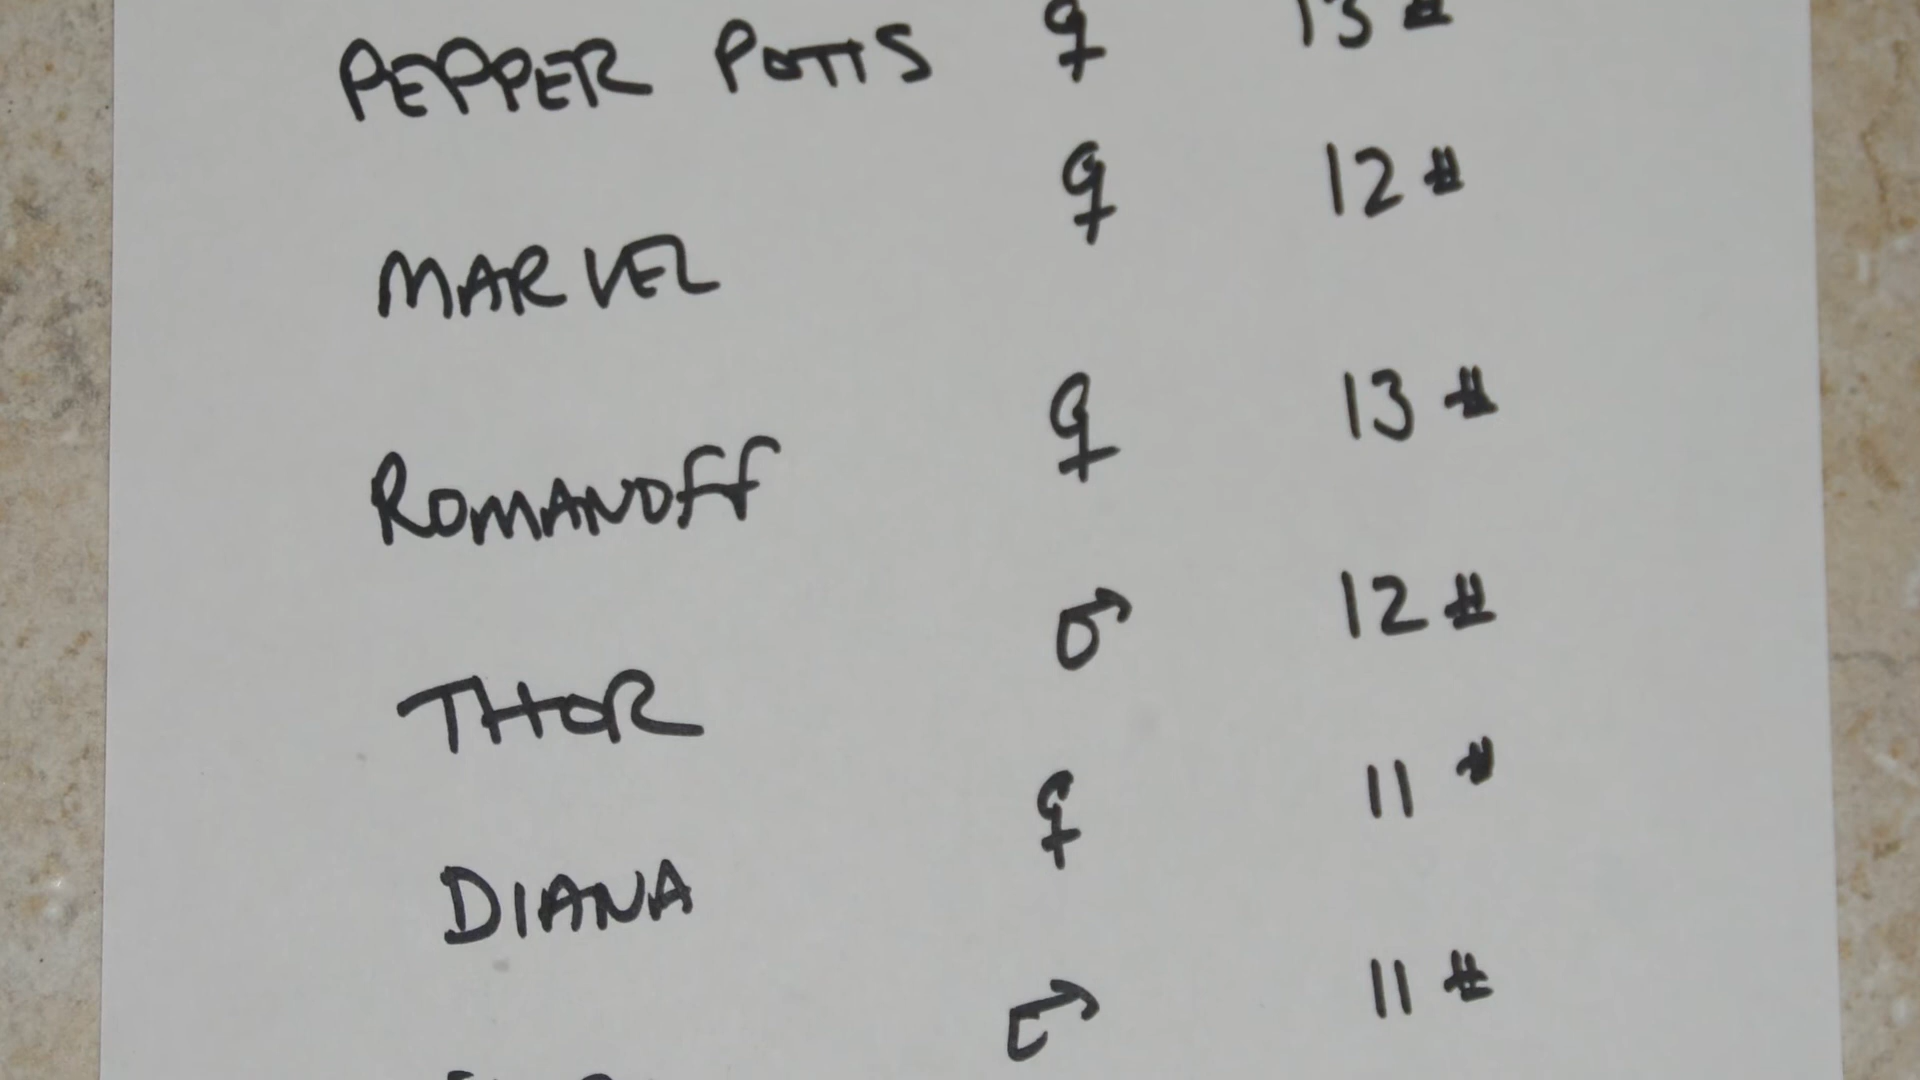 PEPPER POTTS ♀ 13 #
MARVEL ♀ 12 #
ROMANOFF ♀ 13 #
THOR ♂ 12 #
DIANA ♀ 11 #
♂ 11 #